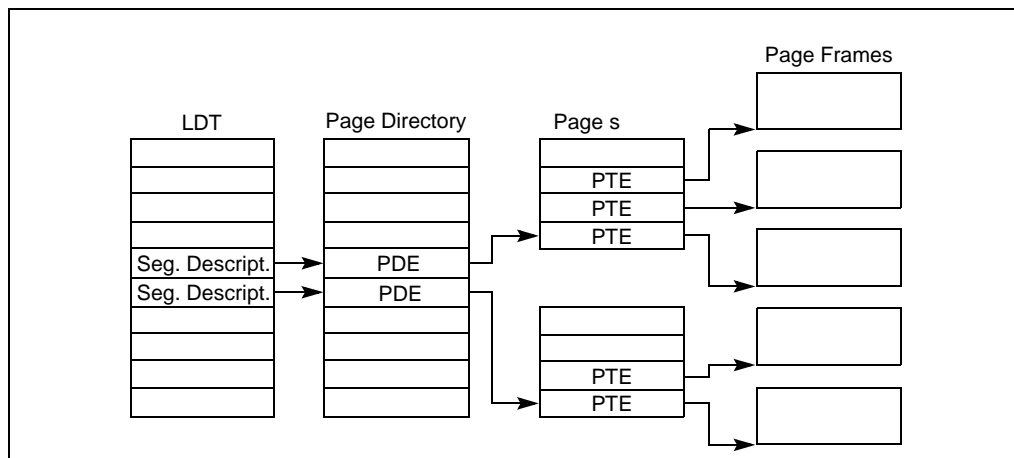 Page Frames
LDT
Page Directory
Page s
PTE
PTE
PTE
Seg. Descript.
PDE
Seg. Descript.
PDE
PTE
PTE